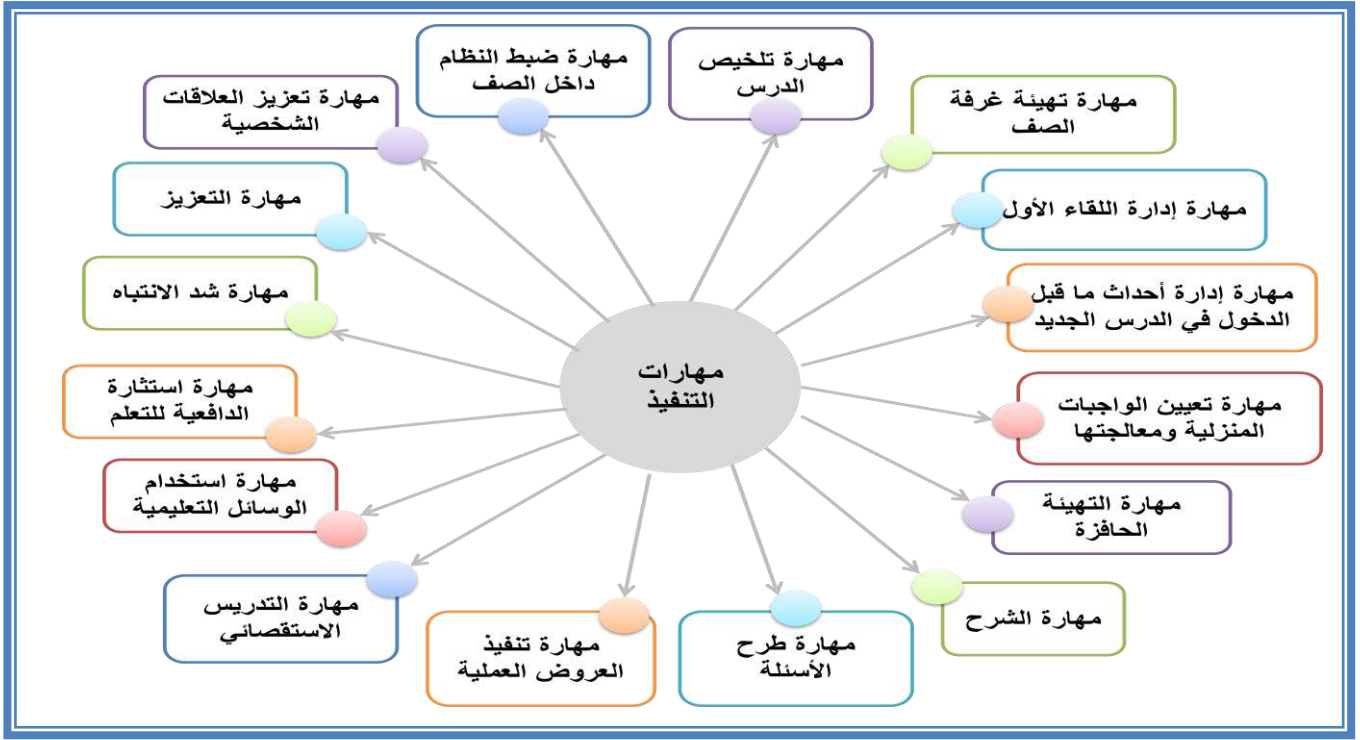 مهارات
التنفيذ
مهارة تهيئة غرفة
الصف
مهارة إدارة اللقاء الأول
مهارة إدارة أحداث ما قبل
الدخول في الدرس الجديد
مهارة تعيين الواجبات
المنزلية ومعالجتها
مهارة التهيئة
الحافزة
مهارة الشرح
مهارة طرح
الأسئلة
مهارة تنفيذ
العروض العملية
مهارة التدريس
الاستقصائي
مهارة استخدام
الوسائل التعليمية
مهارة استثارة
الدافعية للتعلم
مهارة شد الانتباه
مهارة التعزيز
مهارة تعزيز العلاقات
الشخصية
مهارة ضبط النظام
داخل الصف
مهارة تلخيص
الدرس